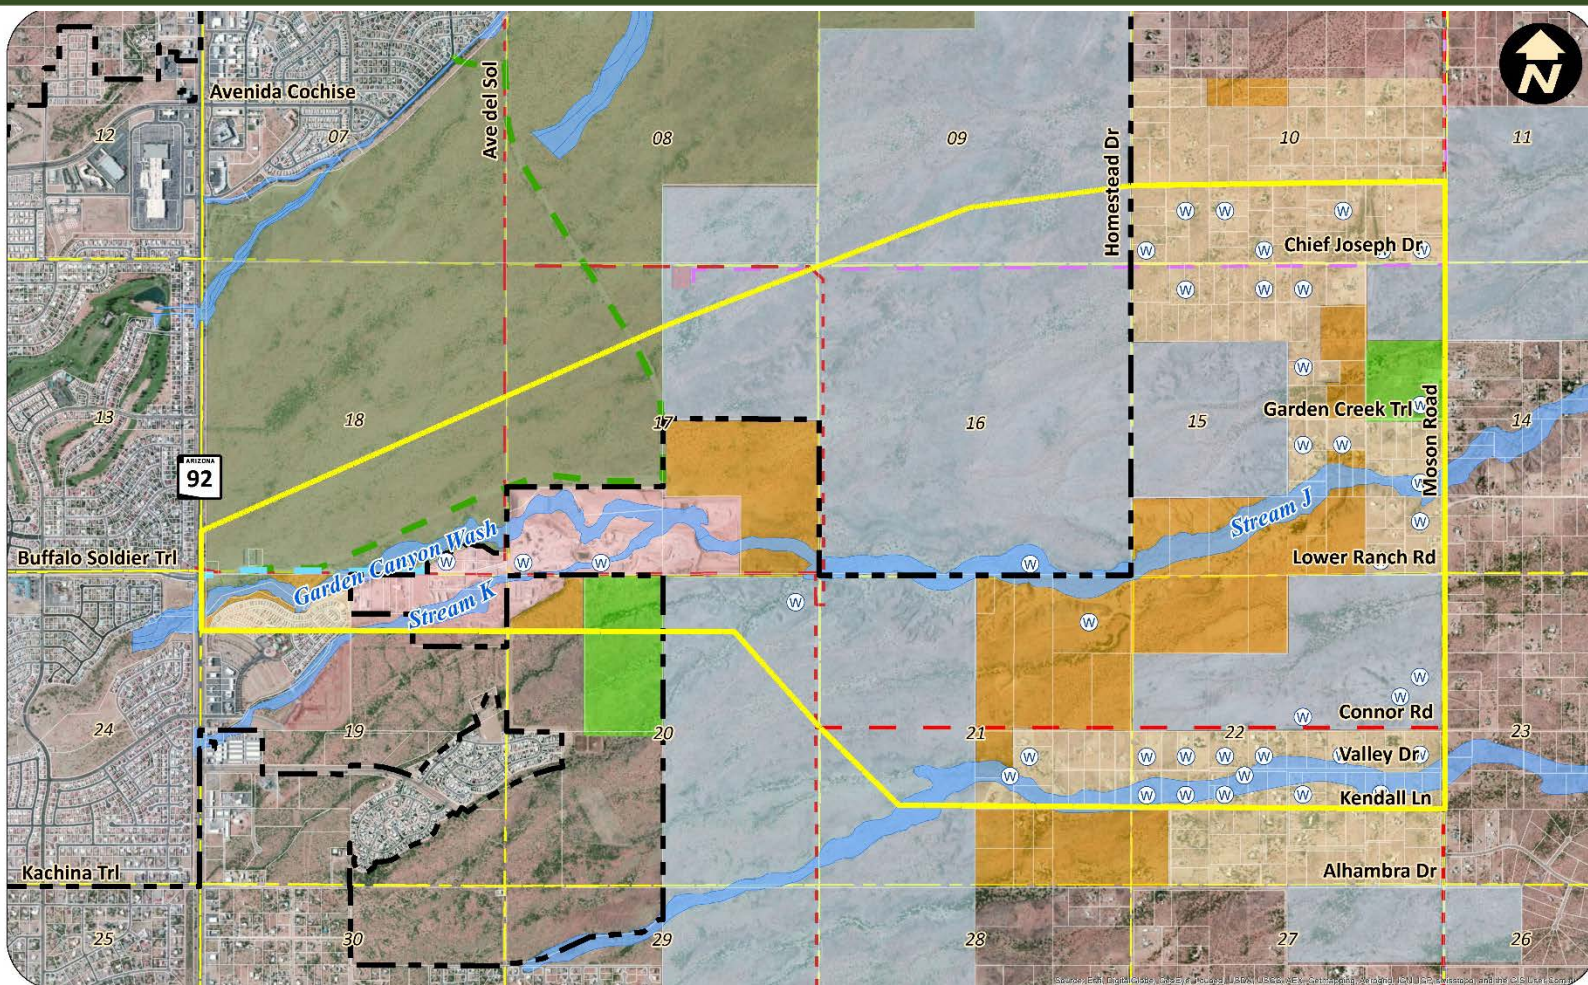 N
Avenida Cochise
Ave del Sol
Homestead Dr
12
07
08
09
10
11
W
W
W
Chief Joseph Dr
W
W
W
W
W
W
W
W
13
18
17
16
15
14
Garden Creek Trl
W
W
W
Moson Road
ARIZONA
92
W
Stream J
W
Buffalo Soldier Trl
Garden Canyon Wash
W
W
W
W
Lower Ranch Rd
Stream K
W
W
W
W
Connor Rd
W
24
19
20
21
22
23
W
W
W
W
W
W
Valley Dr
W
W
W
W
W
W
Kendall Ln
Kachina Trl
Alhambra Dr
25
30
29
28
27
26